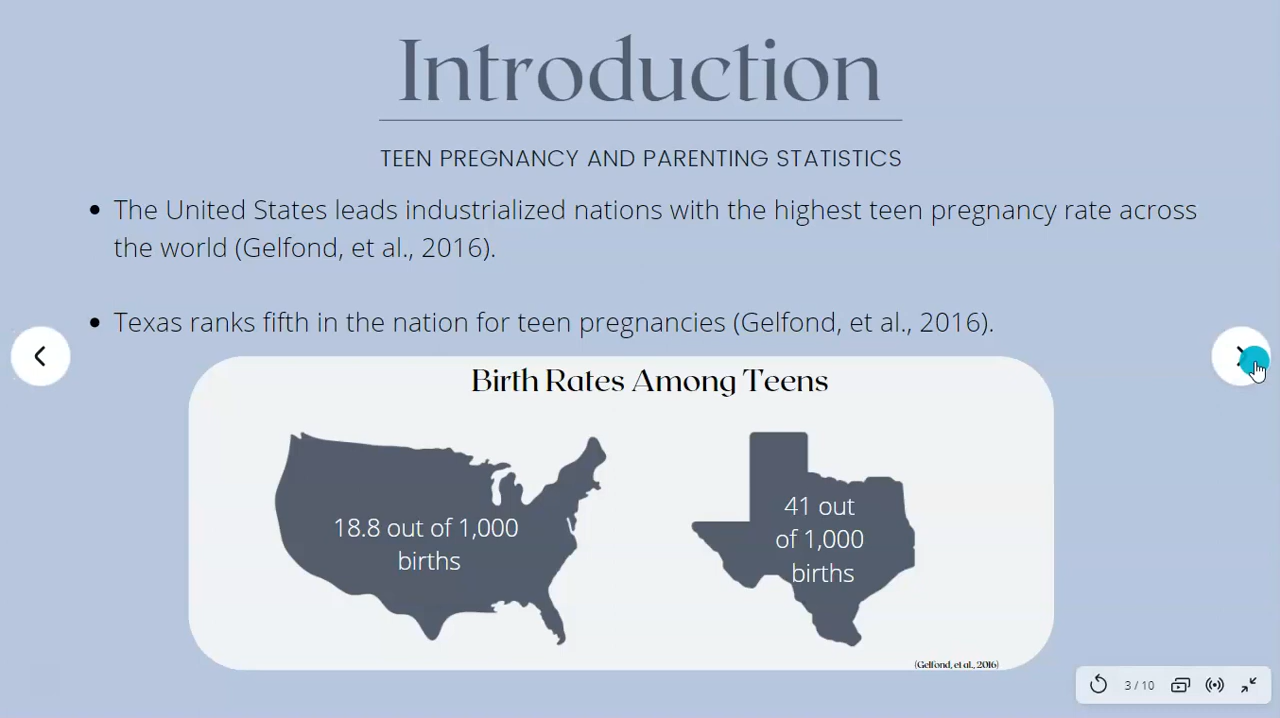 Introduction
TEEN PREGNANCY AND PARENTING STATISTICS
• The United States leads industrialized nations with the highest teen pregnancy rate across
the world (Gelfond, et al., 2016).
• Texas ranks fifth in the nation for teen pregnancies (Gelfond, et al., 2016).
Birth Rates Among Teens
18.8 out of 1,000
births
41 out
of 1,000
births
(Gelfond, et al., 2016)
3 / 10